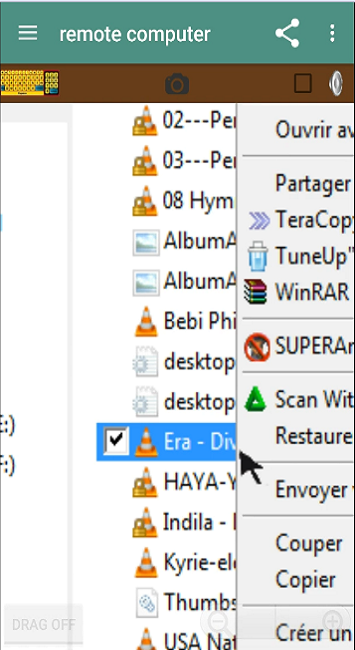 remote computer
02---Per
03---Per
08 Hym
AlbumA
AlbumA
Bebi Phi
desktop
desktop
Era - Div
HAYA-Y
Indila - 
Kyrie-ele
Thumbs
USA Nat
E:)
F:)
DRAG OFF
Ouvrir av
Partager
TeraCopy
TuneUp"
WinRAR
SUPERAn
Scan Wit
Restaure
Envoyer
Couper
Copier
Créer un